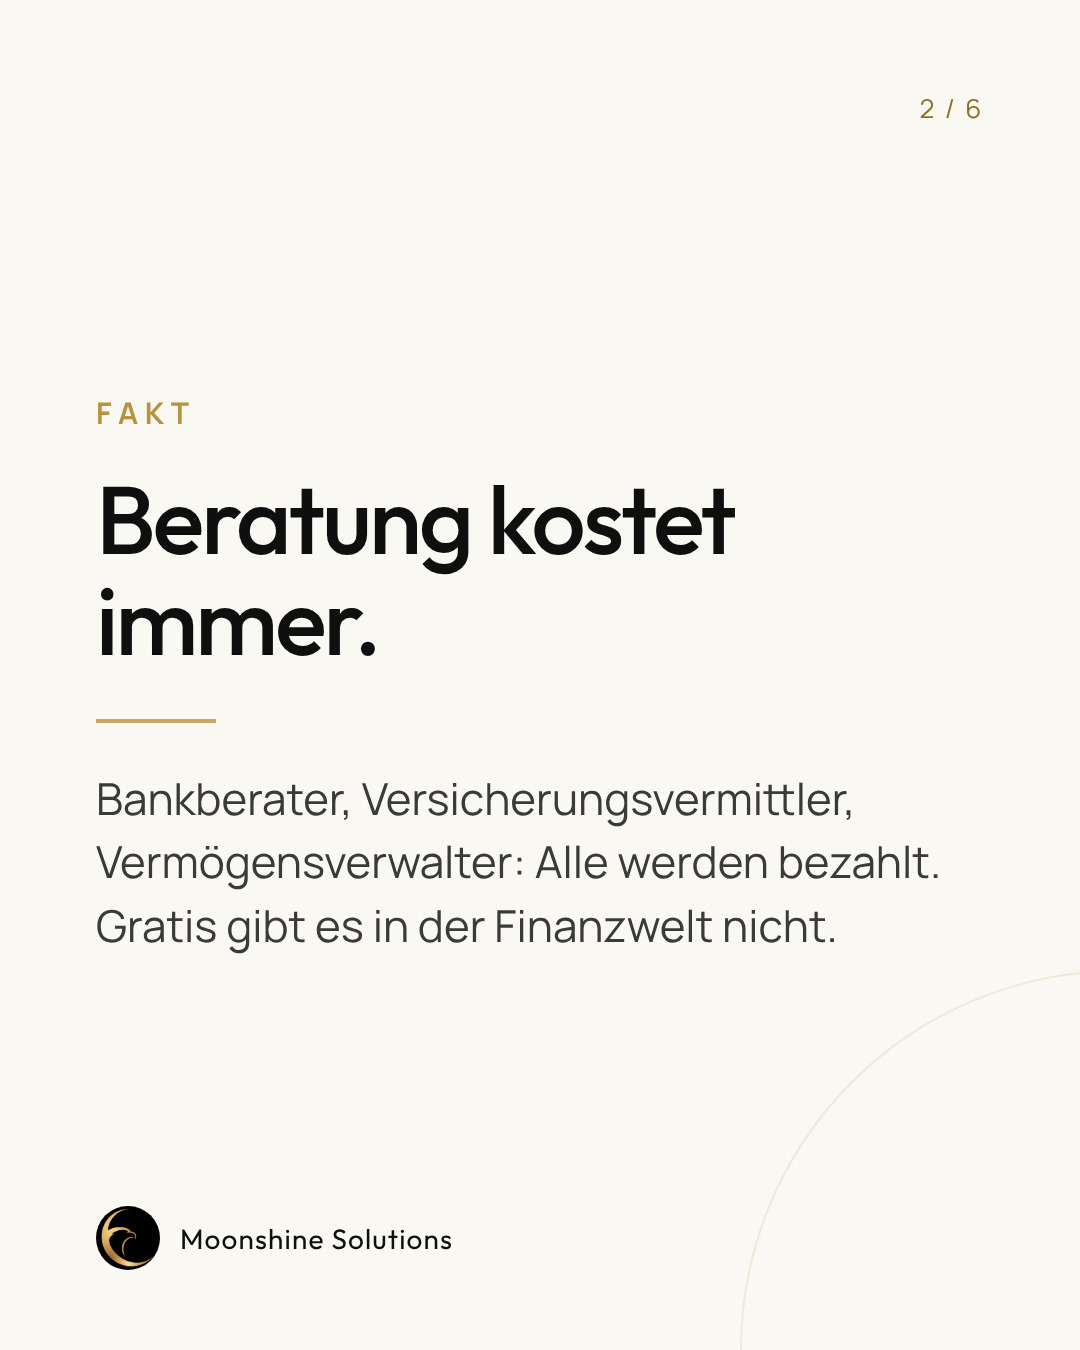 2 / 6
FAKT
Beratung kostet
immer.
Bankberater, Versicherungsvermittler,
Vermögensverwalter: Alle werden bezahlt.
Gratis gibt es in der Finanzwelt nicht.
Moonshine Solutions